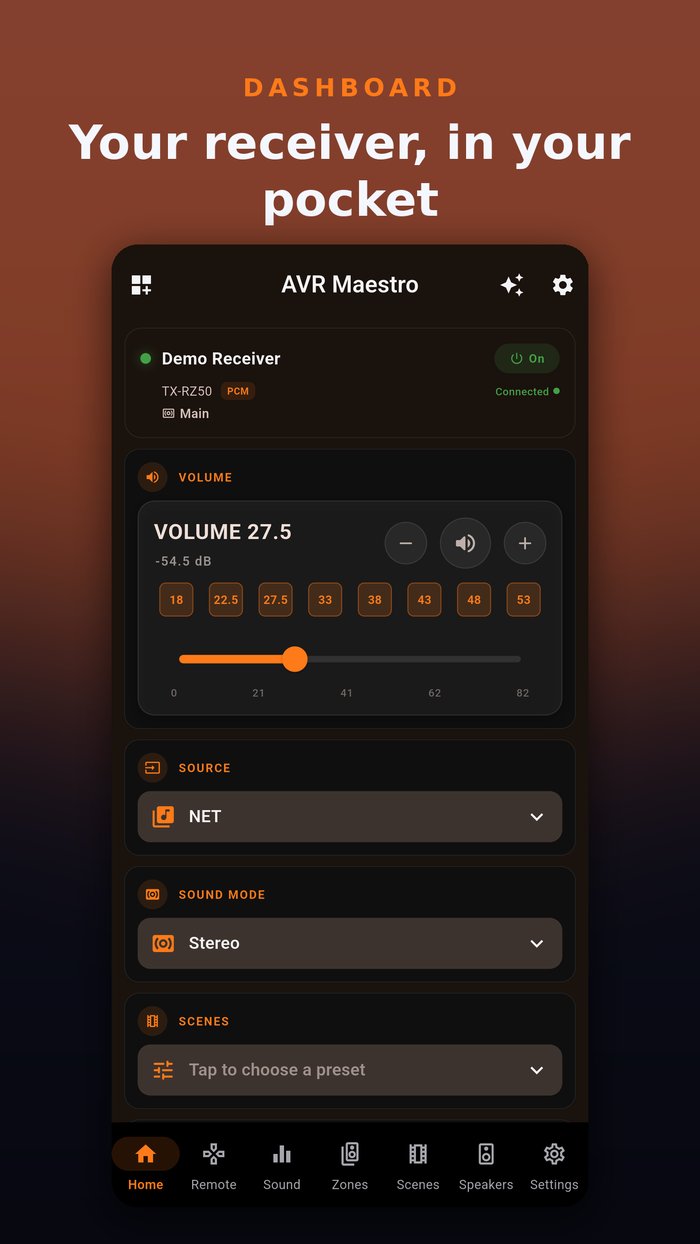 DASHBOARD
Your receiver, in your
pocket
AVR Maestro
Demo Receiver
On
TX-RZ50 PCM
Connected
Main
VOLUME
VOLUME 27.5
-54.5 dB
18 22.5 27.5 33 38 43 48 53
0 21 41 62 82
SOURCE
NET
SOUND MODE
Stereo
SCENES
Tap to choose a preset
Home Remote Sound Zones Scenes Speakers Settings